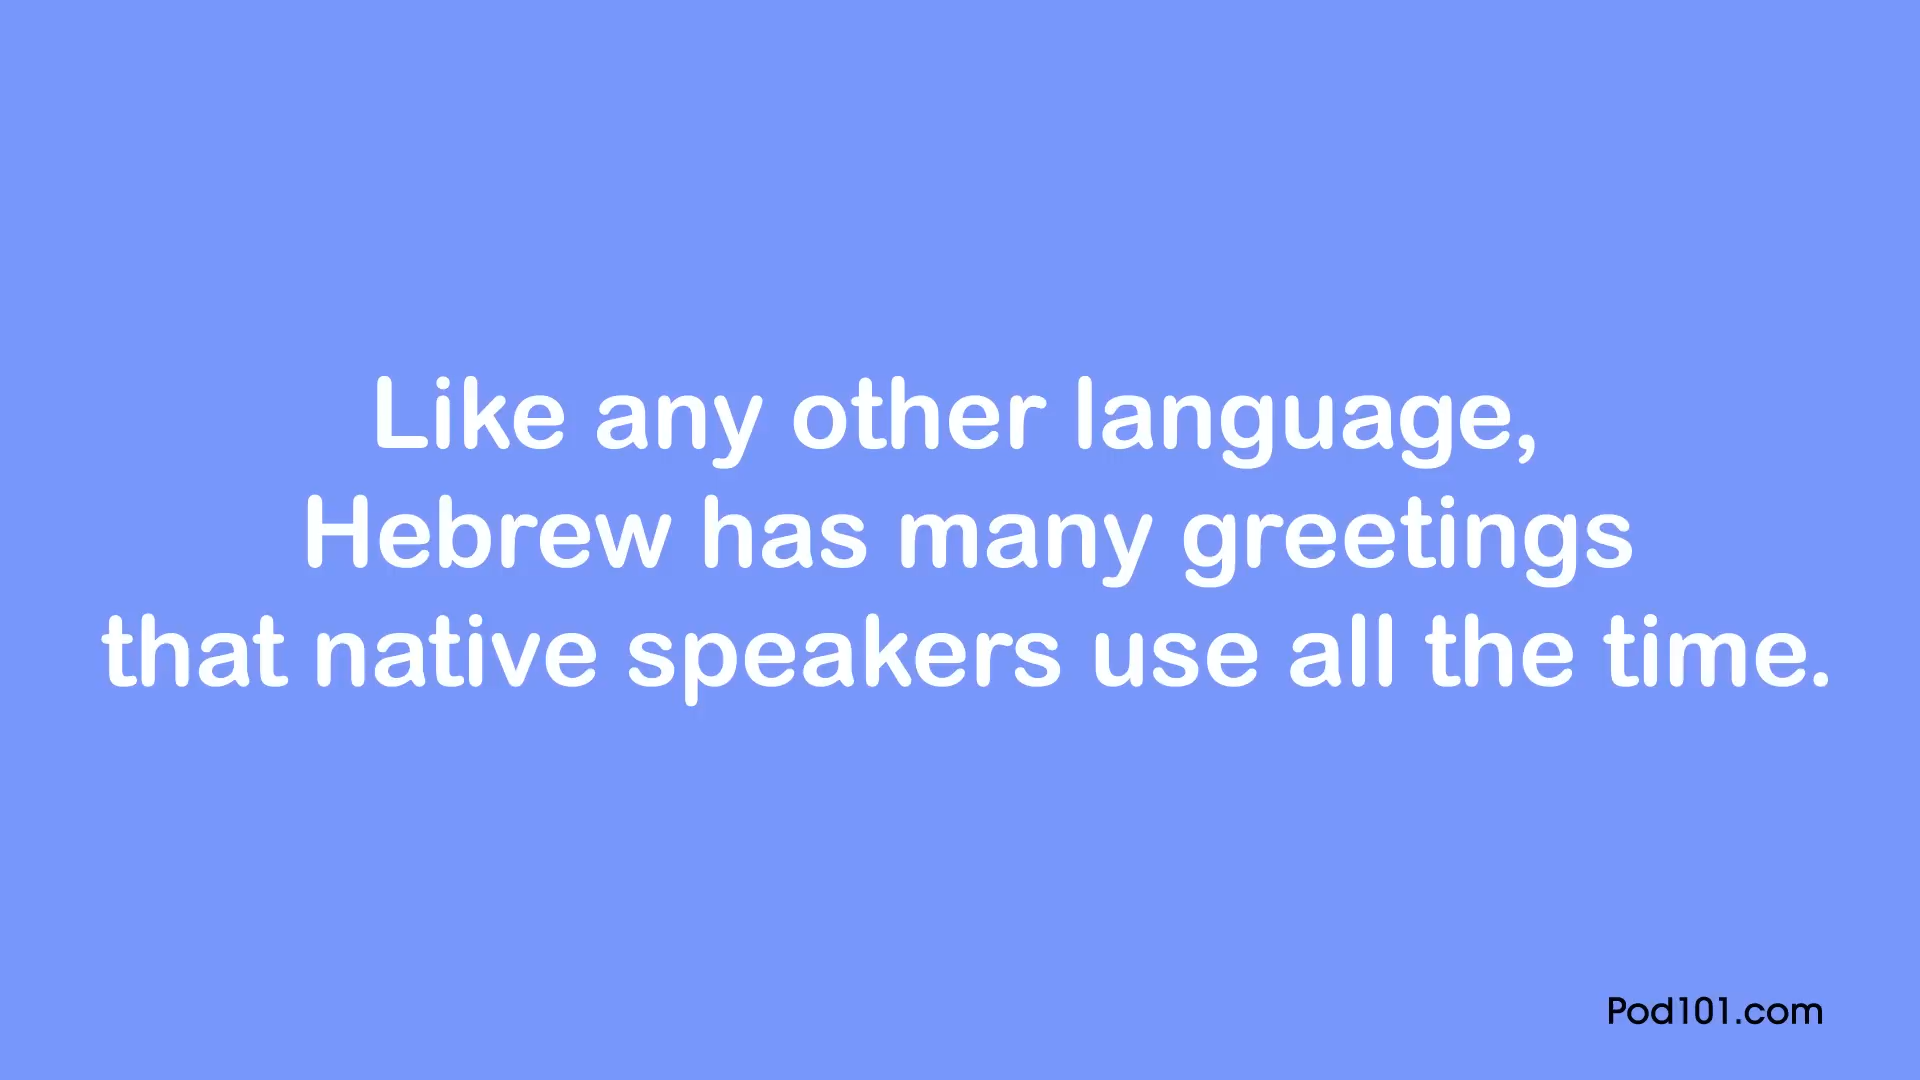 Like any other language,
Hebrew has many greetings
that native speakers use all the time.
Pod101.com